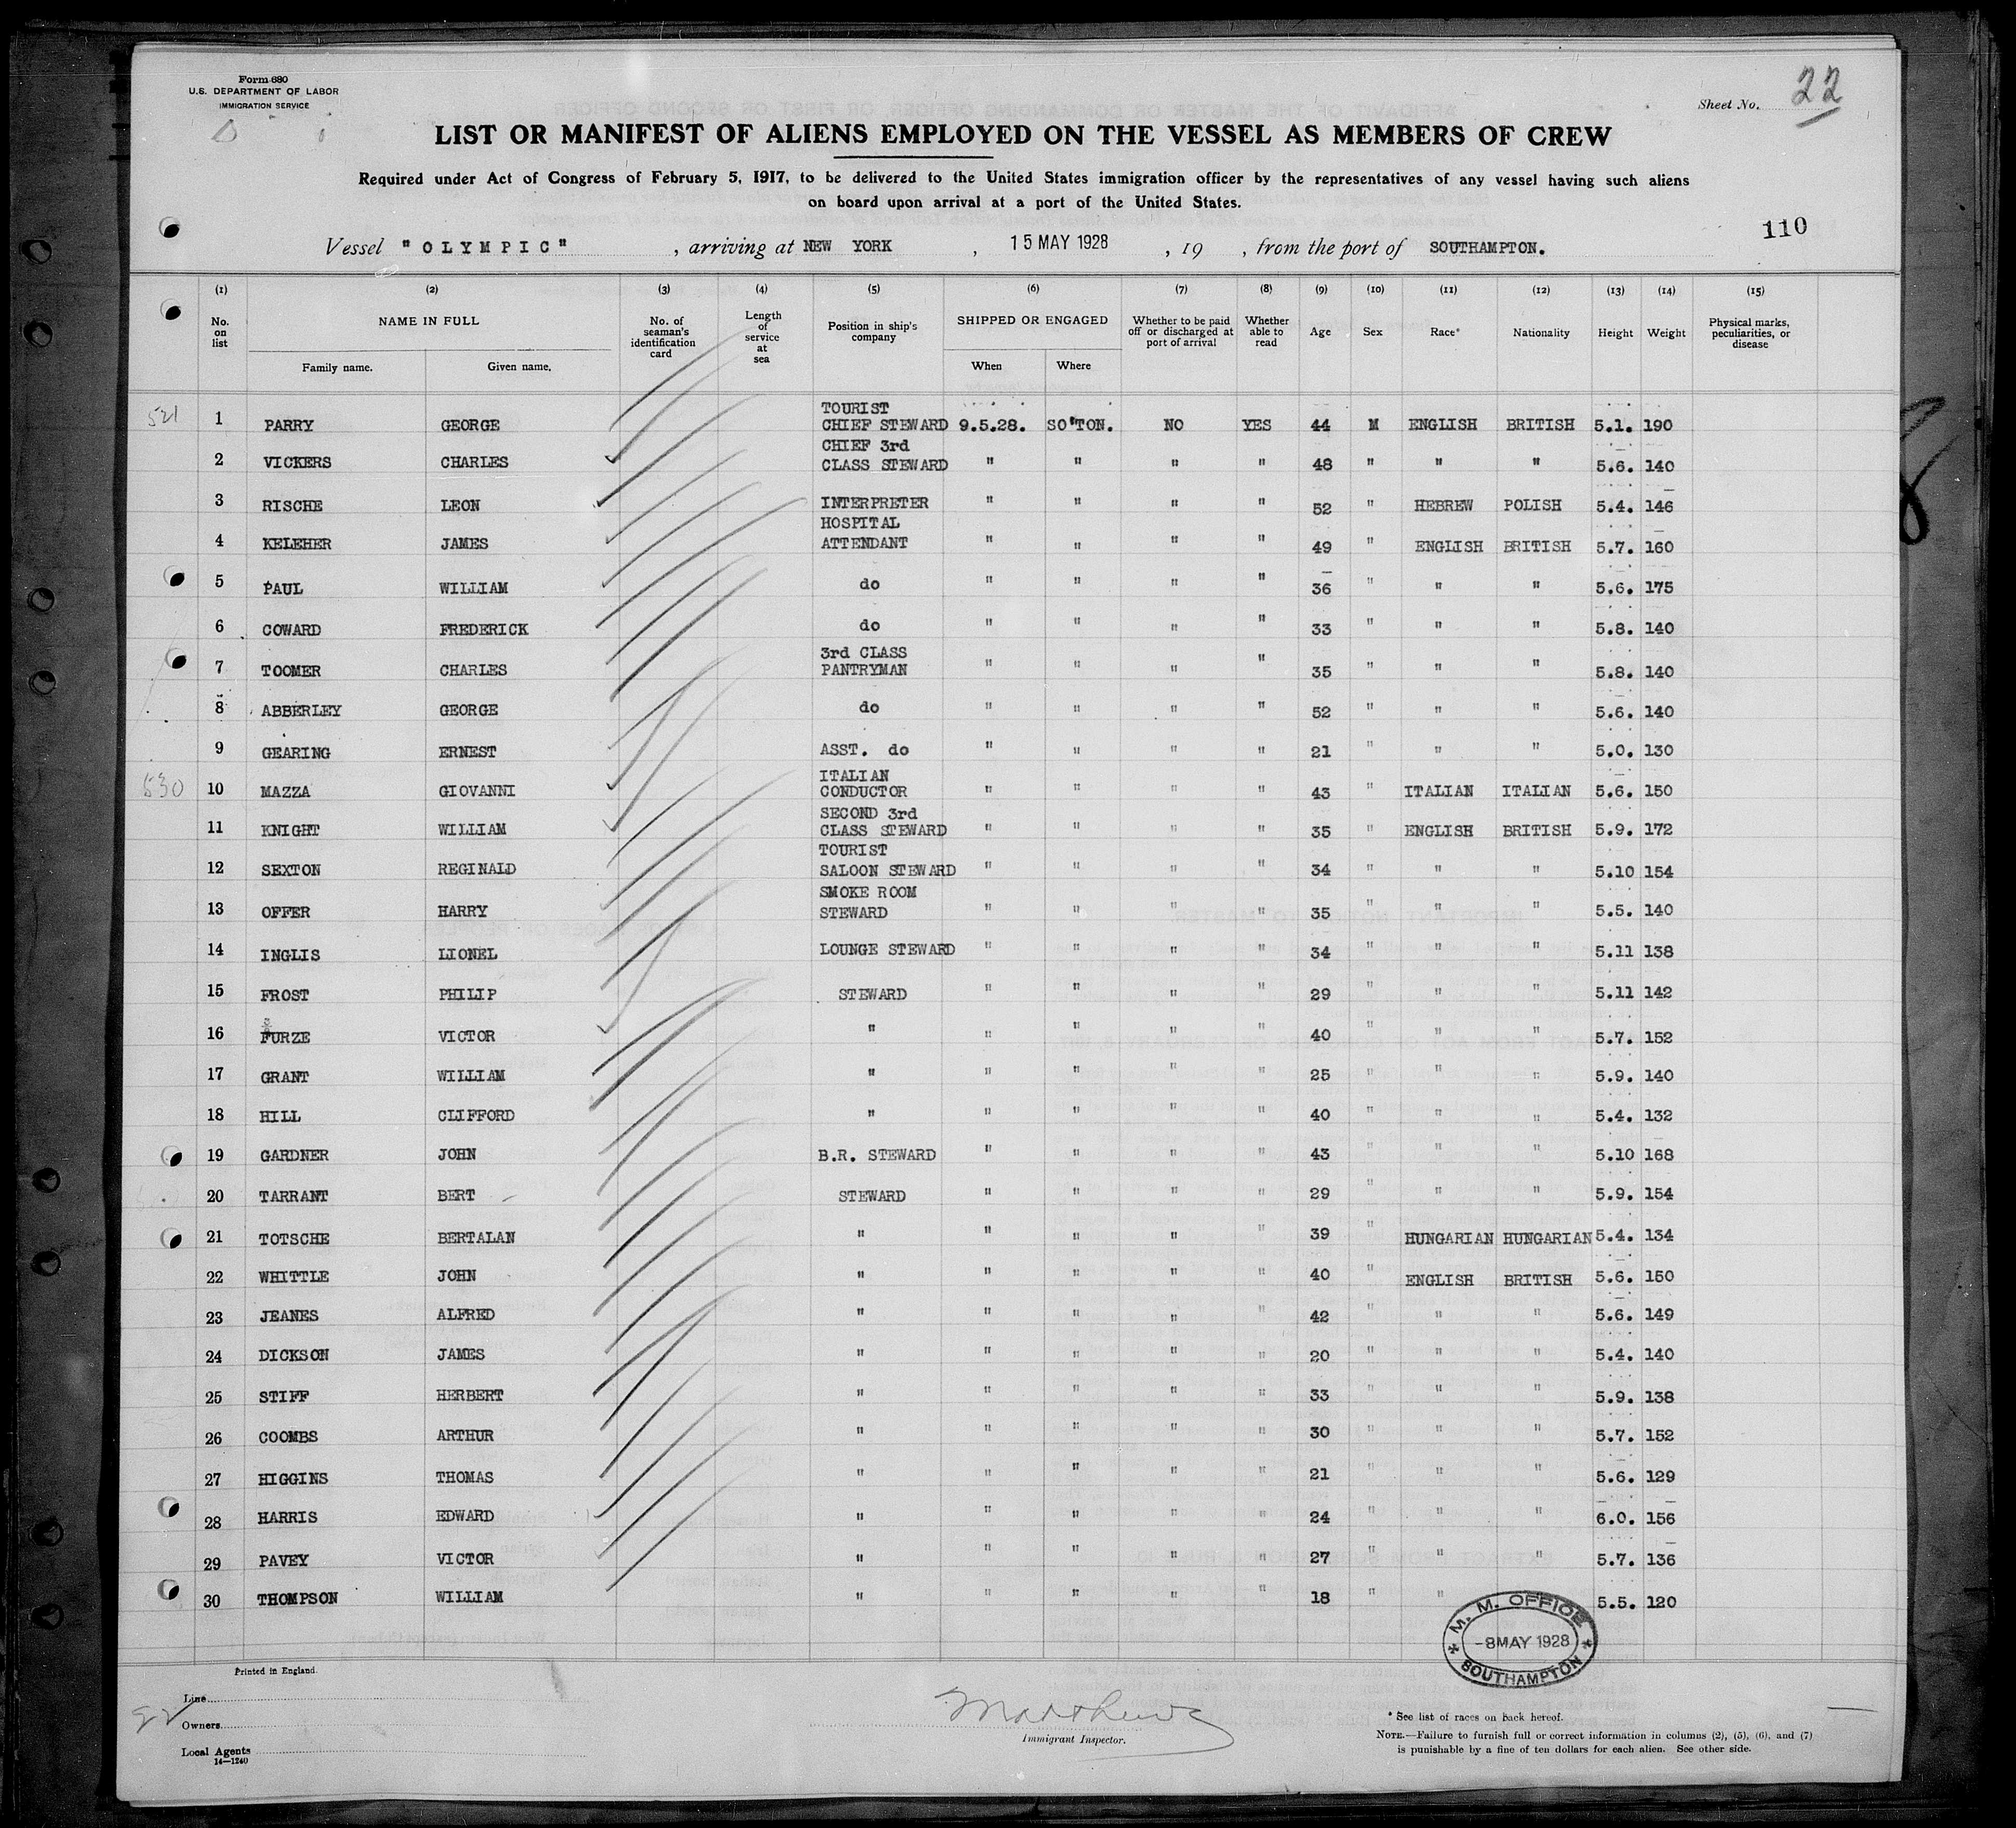 Form 680
U.S. DEPARTMENT OF LABOR
IMMIGRATION SERVICE
Sheet No. 22
LIST OR MANIFEST OF ALIENS EMPLOYED ON THE VESSEL AS MEMBERS OF CREW
Required under Act of Congress of February 5, 1917, to be delivered to the United States immigration officer by the representatives of any vessel having such aliens
on board upon arrival at a port of the United States.
110
Vessel "OLYMPIC", arriving at NEW YORK, 15 MAY 1928, 19 , from the port of SOUTHAMPTON.
(1) (2) (3) (4) (5) (6) (7) (8) (9) (10) (11) (12) (13) (14) (15)
No. on list NAME IN FULL No. of seaman's identification card Length of service at sea Position in ship's company SHIPPED OR ENGAGED Whether to be paid off or discharged at port of arrival Whether able to read Age Sex Race* Nationality Height Weight Physical marks, peculiarities, or disease
Family name. Given name. When Where
521 1 PARRY GEORGE TOURIST CHIEF STEWARD 9.5.28. SO'TON. NO YES 44 M ENGLISH BRITISH 5.1. 190
2 VICKERS CHARLES CHIEF 3rd CLASS STEWARD " " " " 48 " " " 5.6. 140
3 RISCHE LEON INTERPRETER " " " " 52 " HEBREW POLISH 5.4. 146
4 KELEHER JAMES HOSPITAL ATTENDANT " " " " 49 " ENGLISH BRITISH 5.7. 160
5 PAUL WILLIAM do " " " " 36 " " " 5.6. 175
6 COWARD FREDERICK do " " " " 33 " " " 5.8. 140
7 TOOMER CHARLES 3rd CLASS PANTRYMAN " " " " 35 " " " 5.8. 140
8 ABBERLEY GEORGE do " " " " 52 " " " 5.6. 140
9 GEARING ERNEST ASST. do " " " " 21 " " " 5.0. 130
530 10 MAZZA GIOVANNI ITALIAN CONDUCTOR " " " " 43 " ITALIAN ITALIAN 5.6. 150
11 KNIGHT WILLIAM SECOND 3rd CLASS STEWARD " " " " 35 " ENGLISH BRITISH 5.9. 172
12 SEXTON REGINALD TOURIST SALOON STEWARD " " " " 34 " " " 5.10 154
13 OFFER HARRY SMOKE ROOM STEWARD " " " " 35 " " " 5.5. 140
14 INGLIS LIONEL LOUNGE STEWARD " " " " 34 " " " 5.11 138
15 FROST PHILIP STEWARD " " " " 29 " " " 5.11 142
16 FURZE VICTOR " " " " " 40 " " " 5.7. 152
17 GRANT WILLIAM " " " " " 25 " " " 5.9. 140
18 HILL CLIFFORD " " " " " 40 " " " 5.4. 132
19 GARDNER JOHN B.R. STEWARD " " " " 43 " " " 5.10 168
20 TARRANT BERT STEWARD " " " " 29 " " " 5.9. 154
21 TOTSCHE BERTALAN " " " " " 39 " HUNGARIAN HUNGARIAN 5.4. 134
22 WHITTLE JOHN " " " " " 40 " ENGLISH BRITISH 5.6. 150
23 JEANES ALFRED " " " " " 42 " " " 5.6. 149
24 DICKSON JAMES " " " " " 20 " " " 5.4. 140
25 STIFF HERBERT " " " " " 33 " " " 5.9. 138
26 COOMBS ARTHUR " " " " " 30 " " " 5.7. 152
27 HIGGINS THOMAS " " " " " 21 " " " 5.6. 129
28 HARRIS EDWARD " " " " " 24 " " " 6.0. 156
29 PAVEY VICTOR " " " " " 27 " " " 5.7. 136
30 THOMPSON WILLIAM " " " " " 18 " " 5.5. 120
M. M. OFFICE
-8 MAY 1928
SOUTHAMPTON
Printed in England.
Line
Owners
Local Agents
14—1240
22
Matthews
Immigrant Inspector.
* See list of races on back hereof.
NOTE.—Failure to furnish full or correct information in columns (2), (5), (6), and (7)
is punishable by a fine of ten dollars for each alien. See other side.